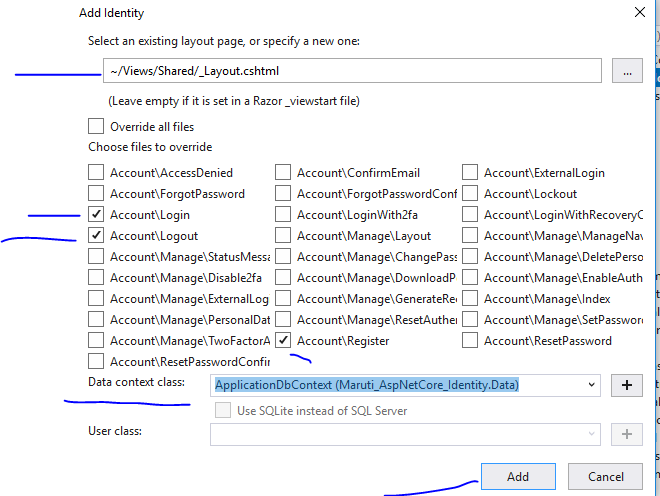 Add Identity
Select an existing layout page, or specify a new one:
~/Views/Shared/_Layout.cshtml
...
(Leave empty if it is set in a Razor _viewstart file)
Override all files
Choose files to override
Account\AccessDenied Account\ConfirmEmail Account\ExternalLogin
Account\ForgotPassword Account\ForgotPasswordConf Account\Lockout
Account\Login Account\LoginWith2fa Account\LoginWithRecoveryC
Account\Logout Account\Manage\Layout Account\Manage\ManageNav
Account\Manage\StatusMessa Account\Manage\ChangePass Account\Manage\DeletePerso
Account\Manage\Disable2fa Account\Manage\DownloadP Account\Manage\EnableAuth
Account\Manage\ExternalLog Account\Manage\GenerateRec Account\Manage\Index
Account\Manage\PersonalDat Account\Manage\ResetAuthen Account\Manage\SetPassword
Account\Manage\TwoFactorA Account\Register Account\ResetPassword
Account\ResetPasswordConfir
Data context class: ApplicationDbContext (Maruti_AspNetCore_Identity.Data)
Use SQLite instead of SQL Server
User class:
Add Cancel